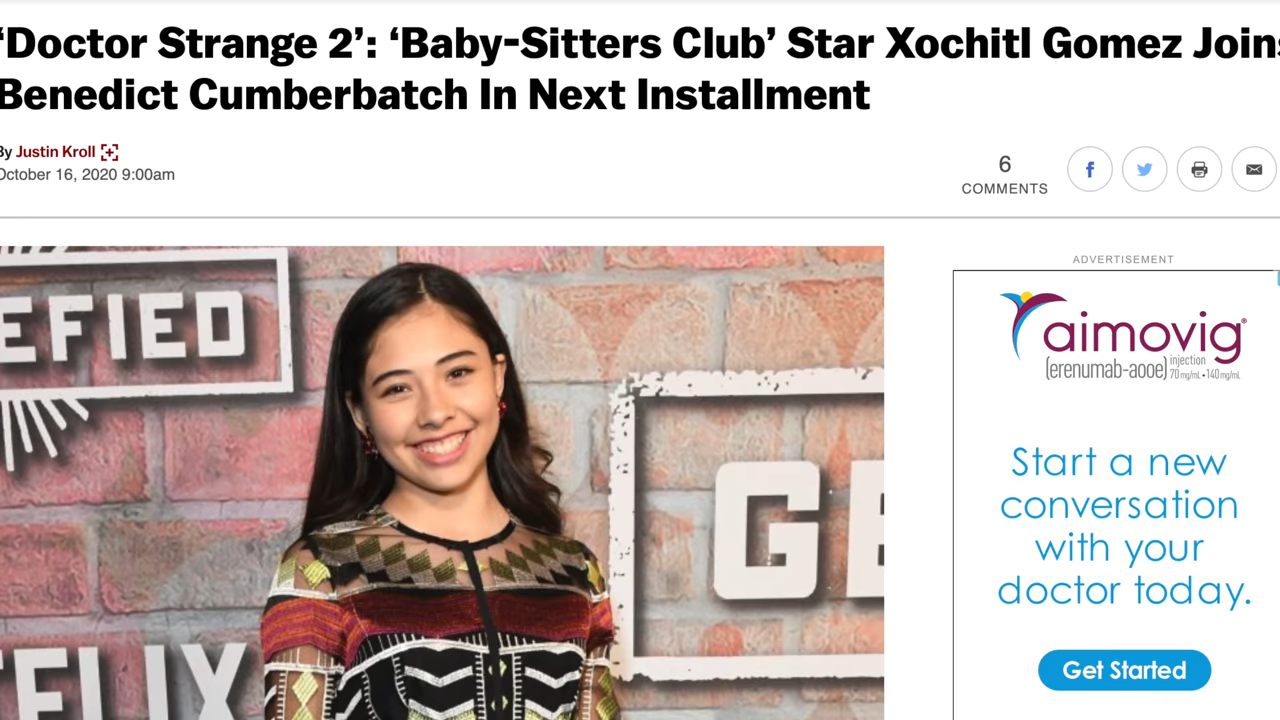 ‘Doctor Strange 2’: ‘Baby-Sitters Club’ Star Xochitl Gomez Joins
Benedict Cumberbatch In Next Installment
By Justin Kroll
October 16, 2020 9:00am
6
COMMENTS
ADVERTISEMENT
EFIED
GE
FLIX
aimovig®
(erenumab-aooe) injection
70 mg/mL • 140 mg/mL
Start a new
conversation
with your
doctor today.
Get Started